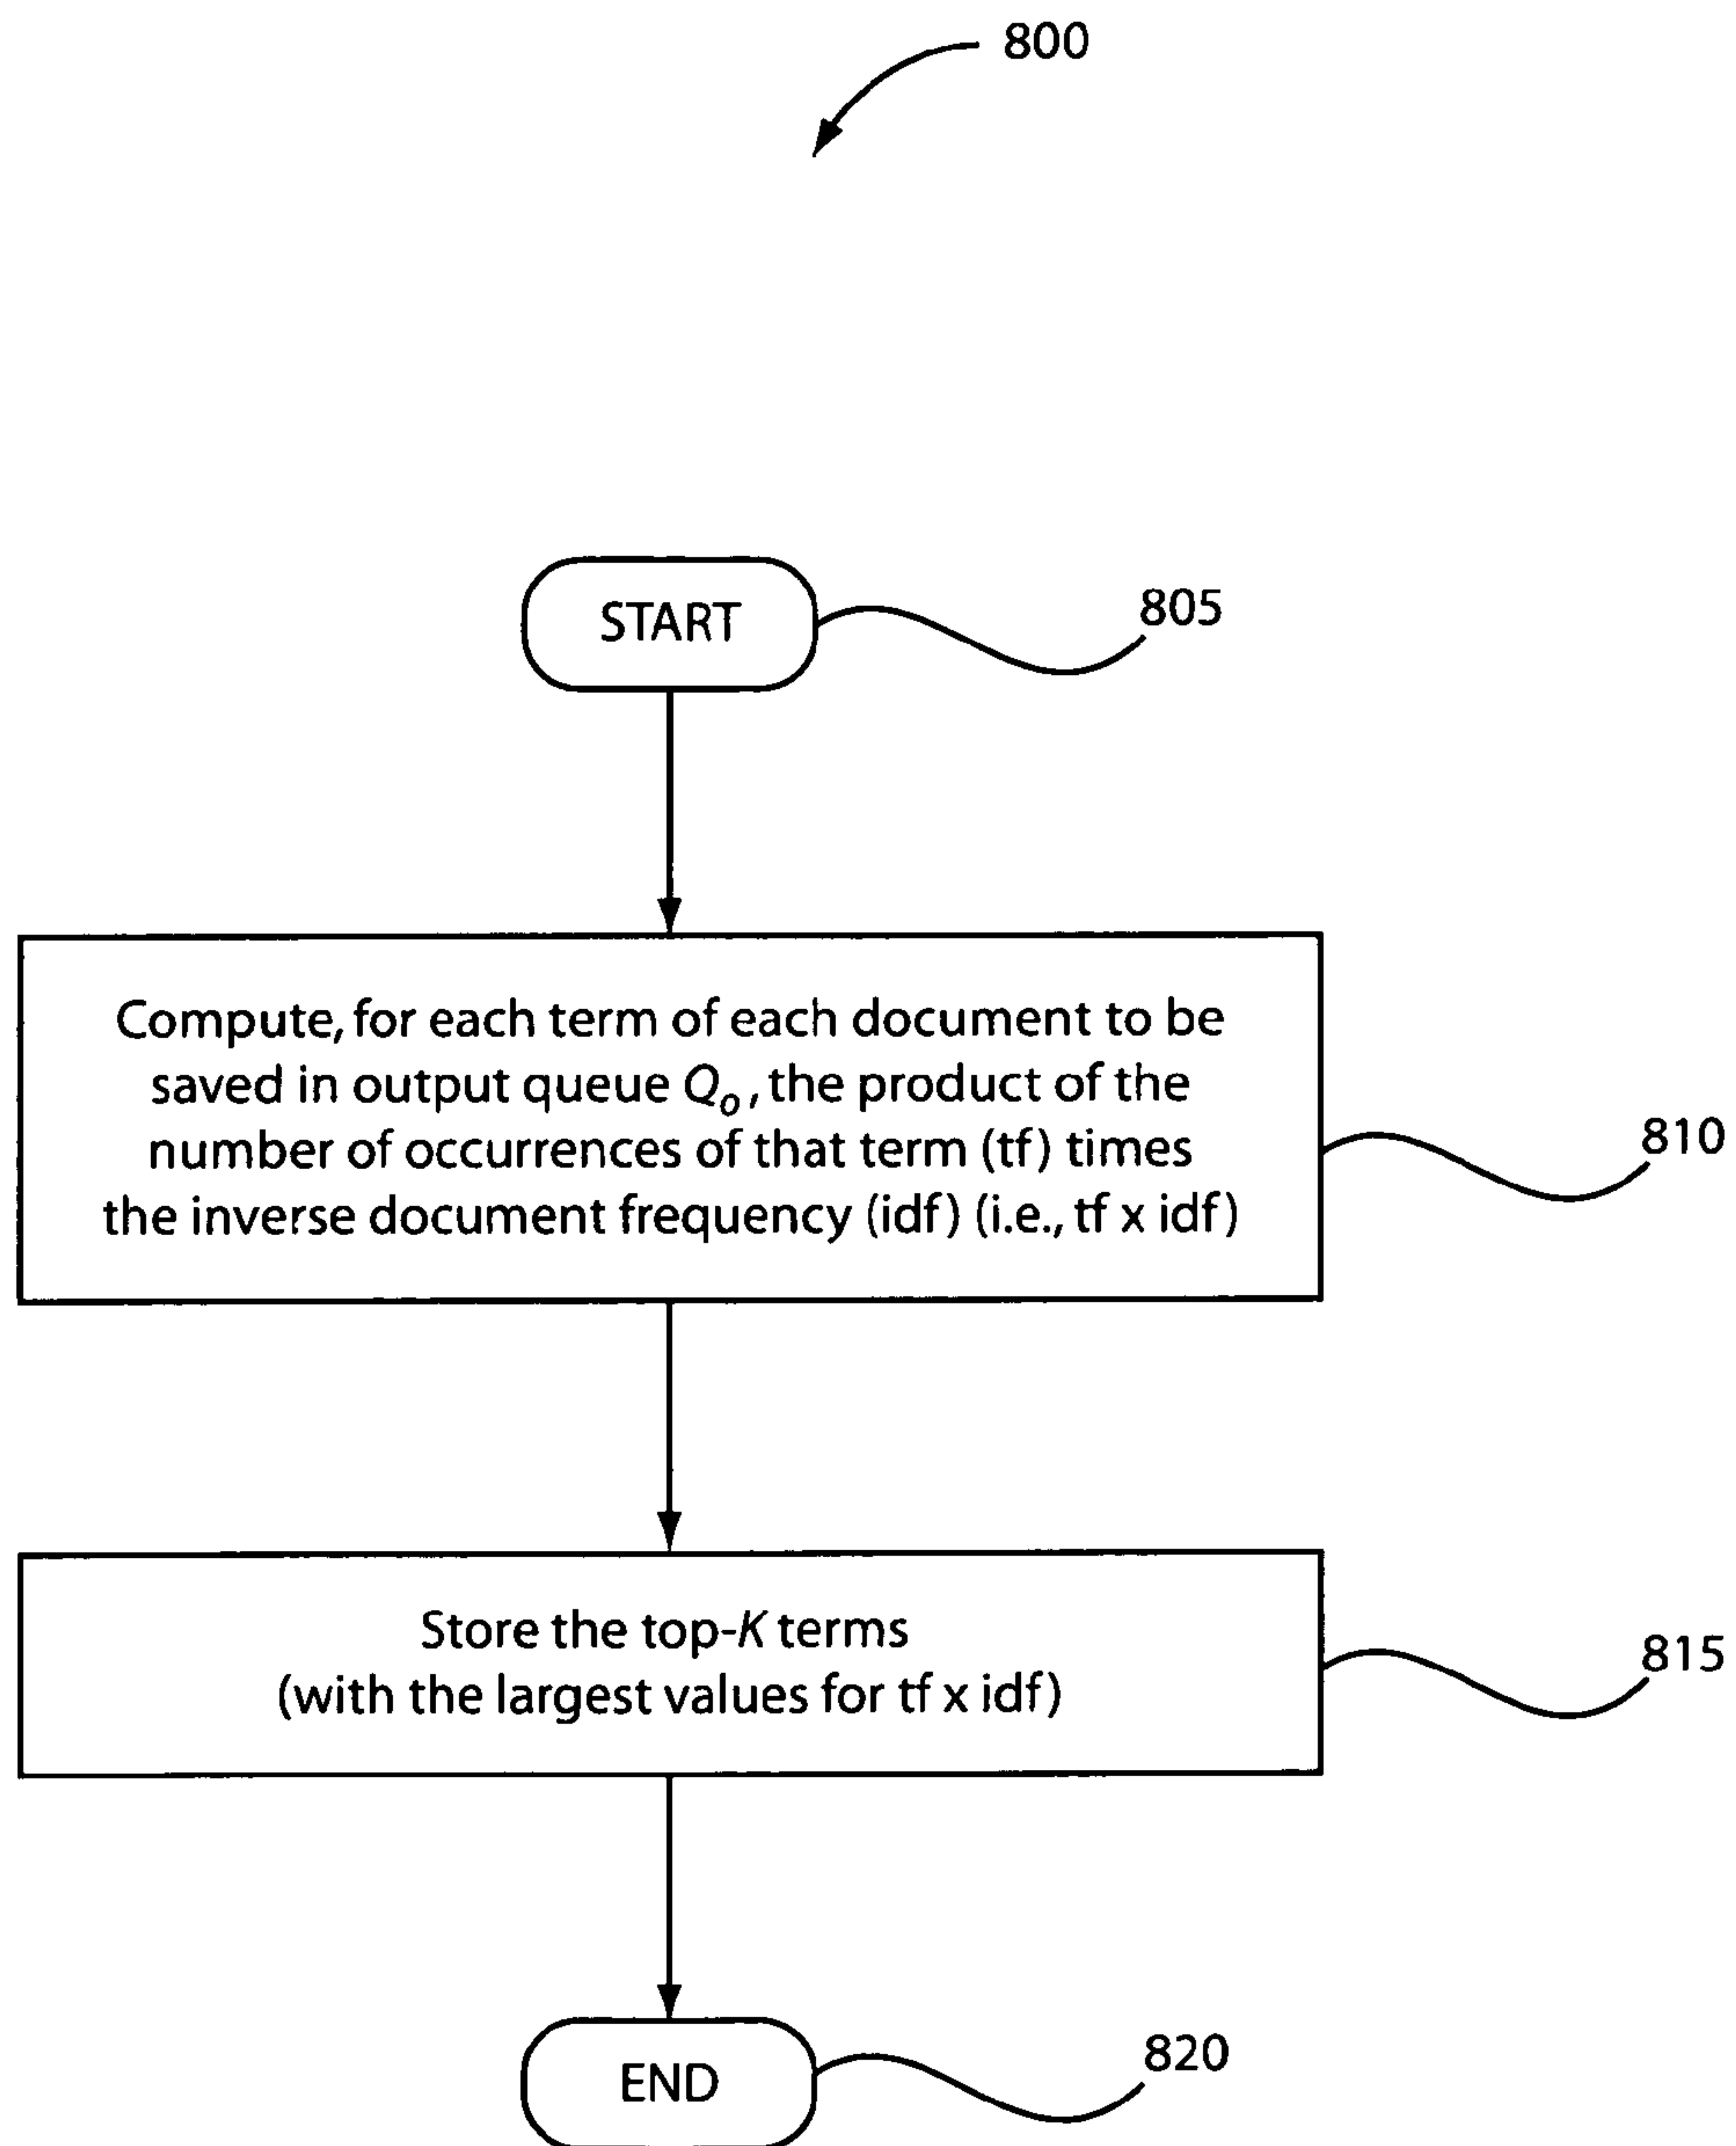 800
START
805
Compute, for each term of each document to be
saved in output queue Qo, the product of the
number of occurrences of that term (tf) times
the inverse document frequency (idf) (i.e., tf x idf)
810
Store the top-K terms
(with the largest values for tf x idf)
815
END
820